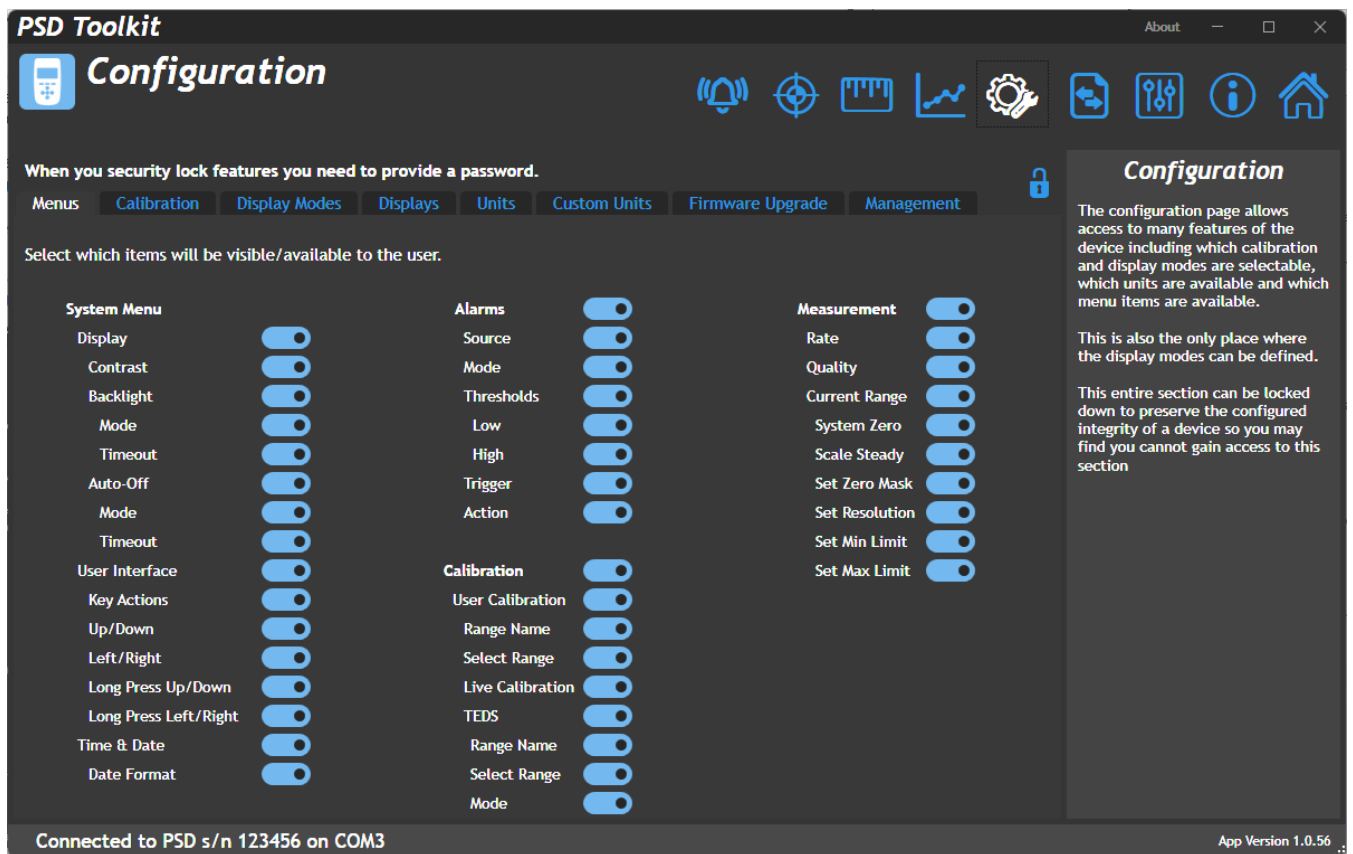 PSD Toolkit
About
Configuration
When you security lock features you need to provide a password.
Menus Calibration Display Modes Displays Units Custom Units Firmware Upgrade Management
Select which items will be visible/available to the user.
System Menu
Display
Contrast
Backlight
Mode
Timeout
Auto-Off
Mode
Timeout
User Interface
Key Actions
Up/Down
Left/Right
Long Press Up/Down
Long Press Left/Right
Time & Date
Date Format
Alarms
Source
Mode
Thresholds
Low
High
Trigger
Action
Calibration
User Calibration
Range Name
Select Range
Live Calibration
TEDS
Range Name
Select Range
Mode
Measurement
Rate
Quality
Current Range
System Zero
Scale Steady
Set Zero Mask
Set Resolution
Set Min Limit
Set Max Limit
Configuration
The configuration page allows
access to many features of the
device including which calibration
and display modes are selectable,
which units are available and which
menu items are available.
This is also the only place where
the display modes can be defined.
This entire section can be locked
down to preserve the configured
integrity of a device so you may
find you cannot gain access to this
section
Connected to PSD s/n 123456 on COM3
App Version 1.0.56